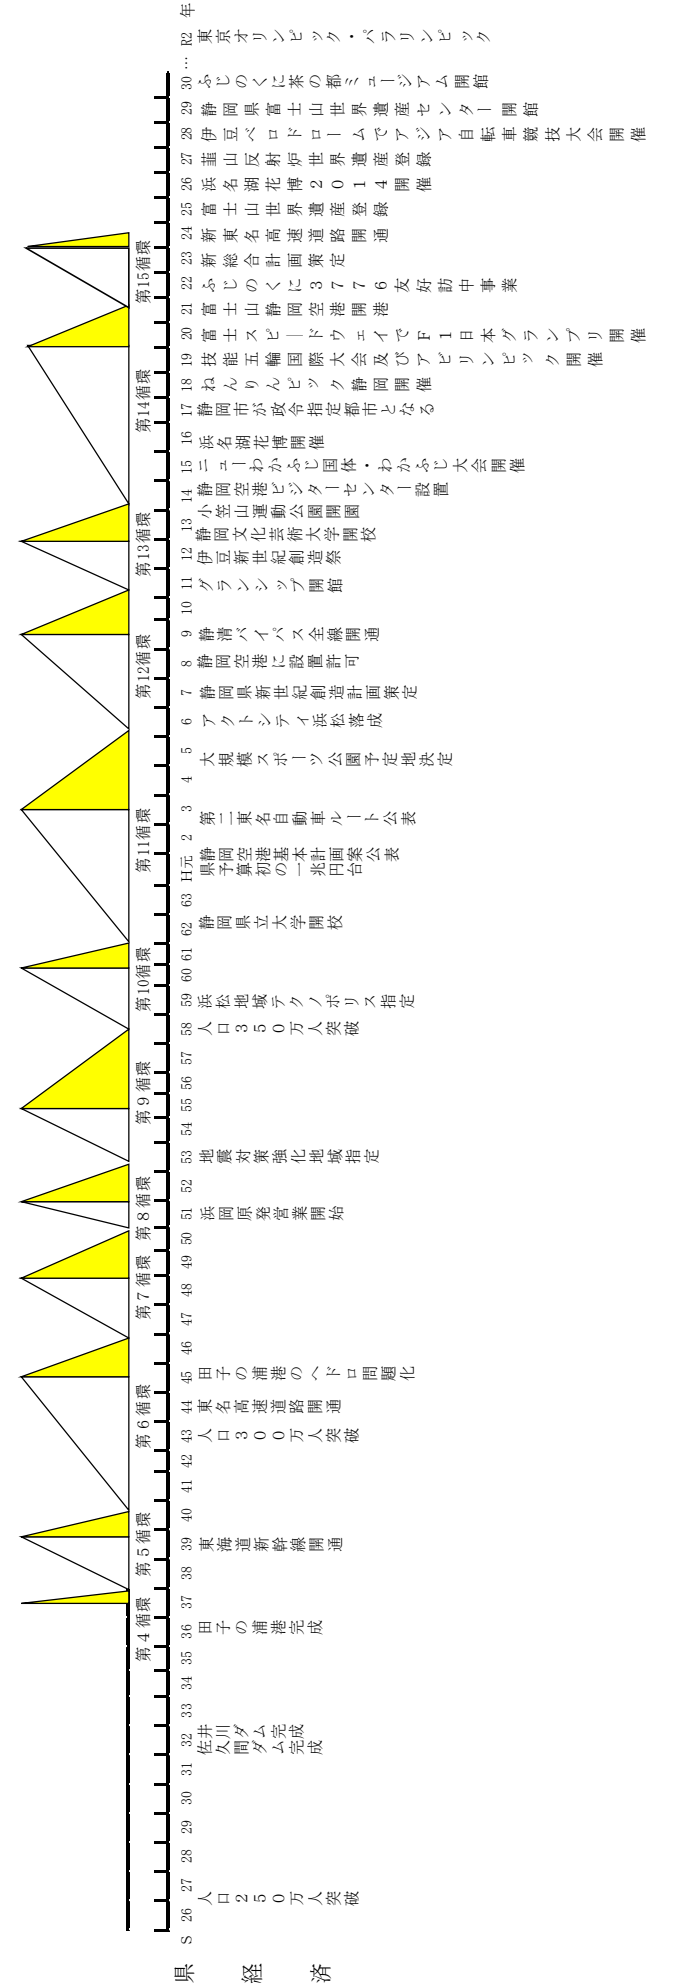 県経済
S 26 27 28 29 30 31 32 33 34 35 36 37 38 39 40 41 42 43 44 45 46 47 48 49 50 51 52 53 54 55 56 57 58 59 60 61 62 63 H元 2 3 4 5 6 7 8 9 10 11 12 13 14 15 16 17 18 19 20 21 22 23 24 25 26 27 28 29 30 … R2 年
第4循環
第5循環
第6循環
第7循環
第8循環
第9循環
第10循環
第11循環
第12循環
第13循環
第14循環
第15循環
人口250万人突破
佐久間ダム完成
井川ダム完成
田子の浦港完成
東海道新幹線開通
人口300万人突破
東名高速道路開通
田子の浦港のヘドロ問題化
浜岡原発営業開始
地震対策強化地域指定
人口350万人突破
浜松地域テクノポリス指定
静岡県立大学開校
県予算初の一兆円台
静岡空港基本計画案公表
第二東名自動車ルート公表
大規模スポーツ公園予定地決定
アクトシティ浜松落成
静岡県新世紀創造計画策定
静岡空港に設置許可
静清バイパス全線開通
グランシップ開館
伊豆新世紀創造祭
静岡文化芸術大学開校
小笠山運動公園開園
静岡空港ビジターセンター設置
ニューわかふじ国体・わかふじ大会開催
浜名湖花博開催
静岡市が政令指定都市となる
ねんりんピック静岡開催
技能五輪国際大会及びアビリンピック開催
富士スピードウェイでF1日本グランプリ開催
富士山静岡空港開港
ふじのくに3776友好訪中事業
新総合計画策定
新東名高速道路開通
富士山世界遺産登録
浜名湖花博2014開催
韮山反射炉世界遺産登録
伊豆ベロドロームでアジア自転車競技大会開催
静岡県富士山世界遺産センター開館
ふじのくに茶の都ミュージアム開館
東京オリンピック・パラリンピック